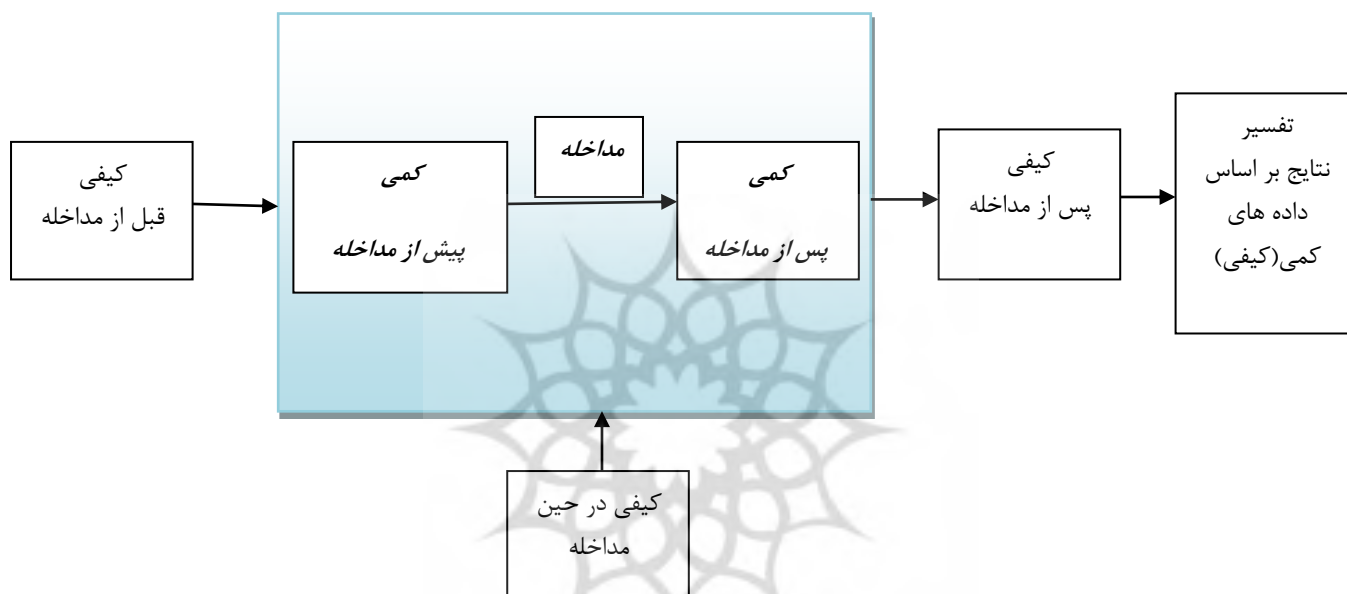 کیفی
قبل از مداخله
کمی
پیش از مداخله
مداخله
کمی
پس از مداخله
کیفی
پس از مداخله
تفسیر
نتایج بر اساس
داده های
کمی(کیفی)
کیفی در حین
مداخله